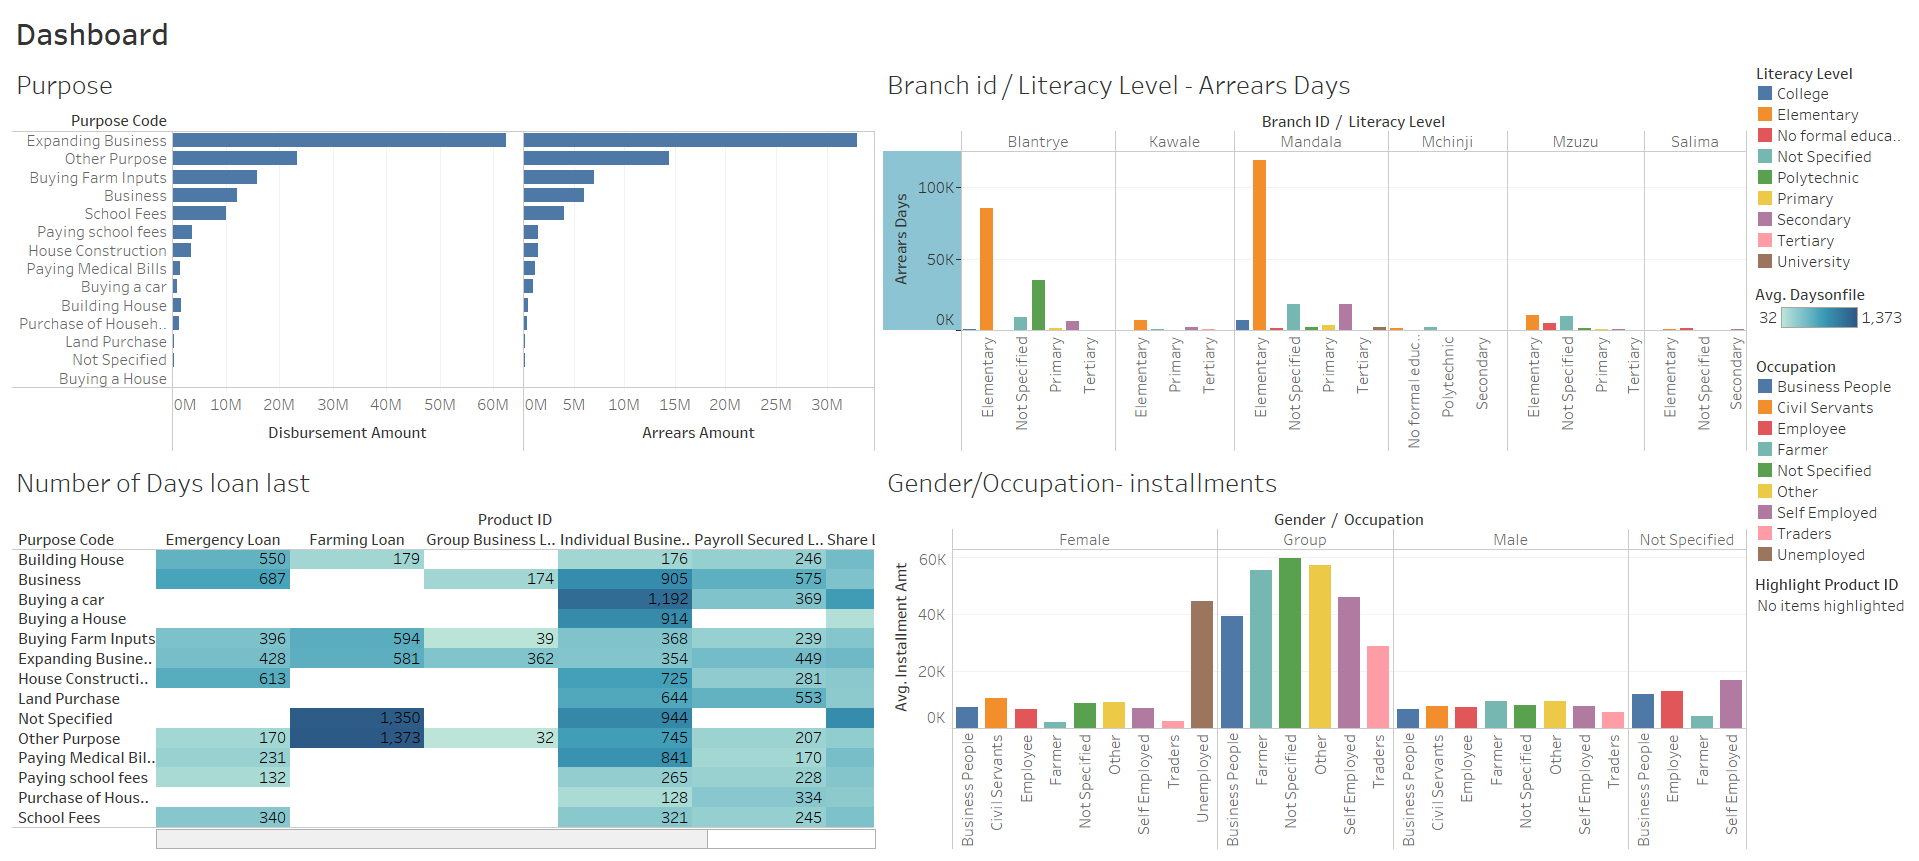 Dashboard
Purpose
Purpose Code
Expanding Business
Other Purpose
Buying Farm Inputs
Business
School Fees
Paying school fees
House Construction
Paying Medical Bills
Buying a car
Building House
Purchase of Househ..
Land Purchase
Not Specified
Buying a House
0M 10M 20M 30M 40M 50M 60M
Disbursement Amount
0M 5M 10M 15M 20M 25M 30M
Arrears Amount
Branch id / Literacy Level - Arrears Days
Branch ID / Literacy Level
Blantrye Kawale Mandala Mchinji Mzuzu Salima
Arrears Days
100K
50K
0K
Elementary Not Specified Primary Tertiary
Elementary Primary Tertiary
Elementary Not Specified Primary Tertiary
No formal educ.. Polytechnic Secondary
Elementary Not Specified Primary Tertiary
Elementary Not Specified Secondary
Literacy Level
College
Elementary
No formal educa..
Not Specified
Polytechnic
Primary
Secondary
Tertiary
University
Avg. Daysonfile
32 1,373
Occupation
Business People
Civil Servants
Employee
Farmer
Not Specified
Other
Self Employed
Traders
Unemployed
Highlight Product ID
No items highlighted
Number of Days loan last
Product ID
Purpose Code Emergency Loan Farming Loan Group Business L.. Individual Busine.. Payroll Secured L.. Share L
Building House 550 179 176 246
Business 687 174 905 575
Buying a car 1,192 369
Buying a House 914
Buying Farm Inputs 396 594 39 368 239
Expanding Busine.. 428 581 362 354 449
House Constructi.. 613 725 281
Land Purchase 644 553
Not Specified 1,350 944
Other Purpose 170 1,373 32 745 207
Paying Medical Bil.. 231 841 170
Paying school fees 132 265 228
Purchase of Hous.. 128 334
School Fees 340 321 245
Gender/Occupation- installments
Gender / Occupation
Female Group Male Not Specified
Avg. Installment Amt
60K
40K
20K
0K
Business People Civil Servants Employee Farmer Not Specified Other Self Employed Traders Unemployed
Business People Farmer Not Specified Other Self Employed Traders
Business People Civil Servants Employee Farmer Not Specified Other Self Employed Traders
Business People Employee Farmer Self Employed